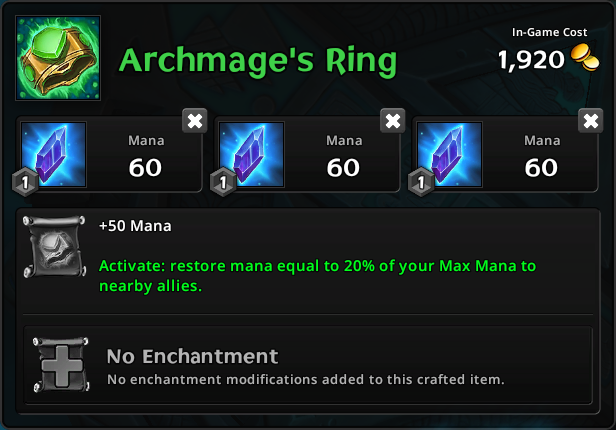 In-Game Cost
Archmage's Ring
1,920
Mana
60
1
Mana
60
1
Mana
60
1
+50 Mana
Activate: restore mana equal to 20% of your Max Mana to
nearby allies.
No Enchantment
No enchantment modifications added to this crafted item.